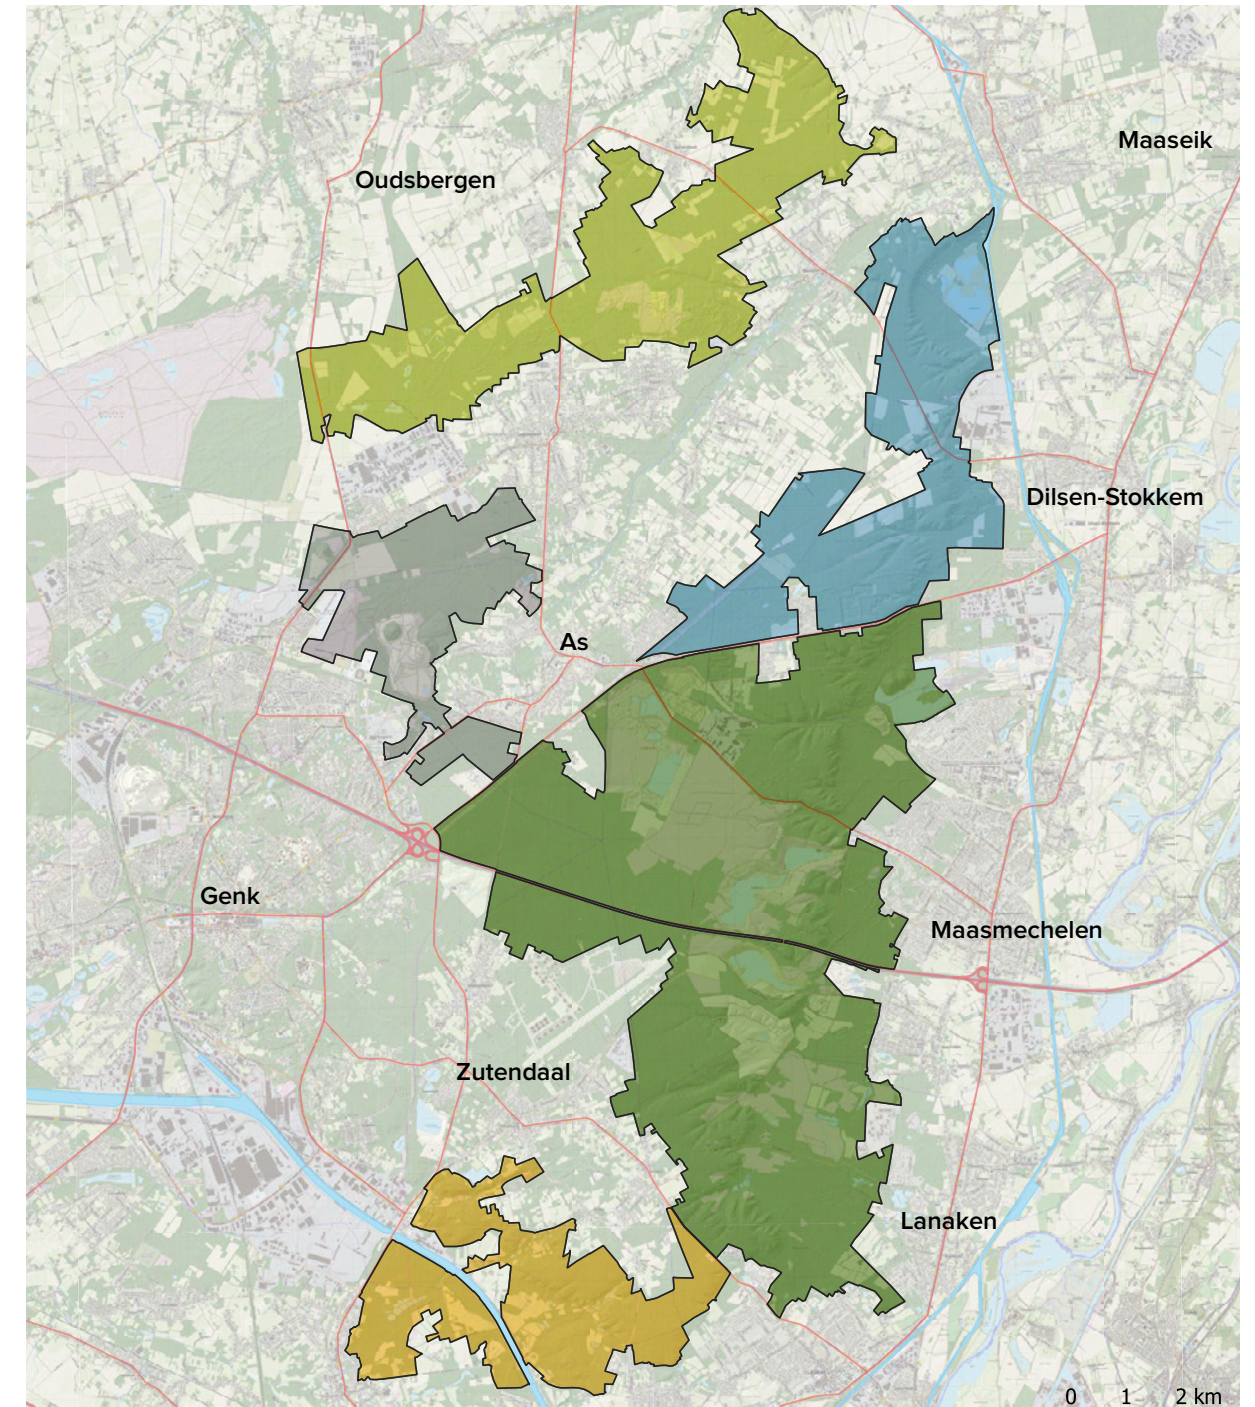 Maaseik
Oudsbergen
Dilsen-Stokkem
As
Genk
Maasmechelen
Zutendaal
Lanaken
0 1 2 km